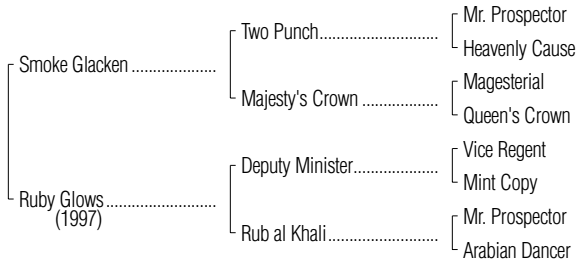 Mr. Prospector
Two Punch
Heavenly Cause
Smoke Glacken
Magesterial
Majesty's Crown
Queen's Crown
Vice Regent
Deputy Minister
Mint Copy
Ruby Glows
(1997)
Mr. Prospector
Rub al Khali
Arabian Dancer